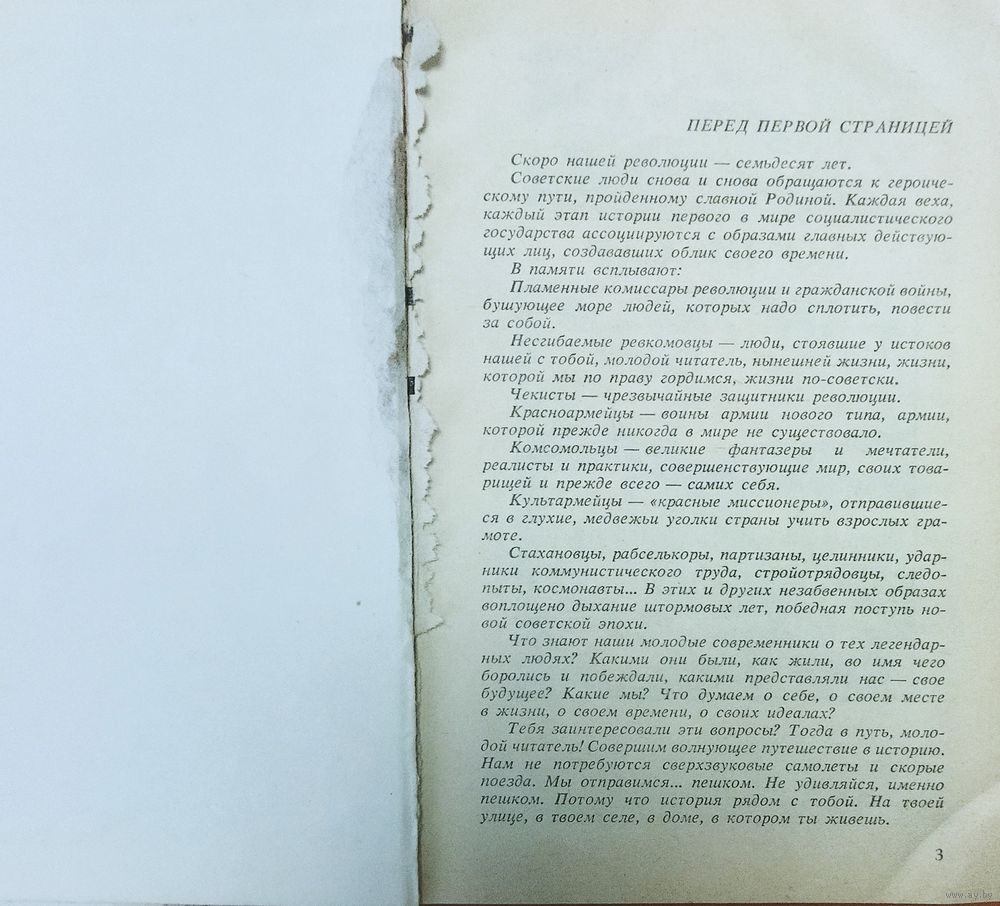 ПЕРЕД ПЕРВОЙ СТРАНИЦЕЙ
Скоро нашей революции — семьдесят лет.
Советские люди снова и снова обращаются к героиче-
скому пути, пройденному славной Родиной. Каждая веха,
каждый этап истории первого в мире социалистического
государства ассоциируются с образами главных действую-
щих лиц, создававших облик своего времени.
В памяти всплывают:
Пламенные комиссары революции и гражданской войны,
бушующее море людей, которых надо сплотить, повести
за собой.
Несгибаемые ревкомовцы — люди, стоявшие у истоков
нашей с тобой, молодой читатель, нынешней жизни, жизни,
которой мы по праву гордимся, жизни по-советски.
Чекисты — чрезвычайные защитники революции.
Красноармейцы — воины армии нового типа, армии,
которой прежде никогда в мире не существовало.
Комсомольцы — великие фантазеры и мечтатели,
реалисты и практики, совершенствующие мир, своих това-
рищей и прежде всего — самих себя.
Культармейцы — «красные миссионеры», отправившие-
ся в глухие, медвежьи уголки страны учить взрослых гра-
моте.
Стахановцы, рабселькоры, партизаны, целинники, удар-
ники коммунистического труда, стройотрядовцы, следо-
пыты, космонавты... В этих и других незабвенных образах
воплощено дыхание штормовых лет, победная поступь но-
вой советской эпохи.
Что знают наши молодые современники о тех легендар-
ных людях? Какими они были, как жили, во имя чего
боролись и побеждали, какими представляли нас — свое
будущее? Какие мы? Что думаем о себе, о своем месте
в жизни, о своем времени, о своих идеалах?
Тебя заинтересовали эти вопросы? Тогда в путь, моло-
дой читатель! Совершим волнующее путешествие в историю.
Нам не потребуются сверхзвуковые самолеты и скорые
поезда. Мы отправимся... пешком. Не удивляйся, именно
пешком. Потому что история рядом с тобой. На твоей
улице, в твоем селе, в доме, в котором ты живешь.
3
www.ay.by